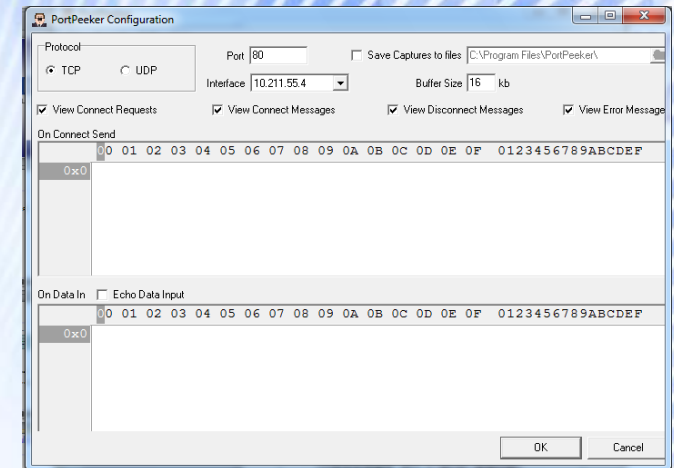 PortPeeker Configuration
Protocol
TCP UDP
Port 80
Save Captures to files C:\Program Files\PortPeeker\
Interface 10.211.55.4
Buffer Size 16 kb
View Connect Requests View Connect Messages View Disconnect Messages View Error Message
On Connect Send
00 01 02 03 04 05 06 07 08 09 0A 0B 0C 0D 0E 0F 0123456789ABCDEF
0x0
On Data In Echo Data Input
00 01 02 03 04 05 06 07 08 09 0A 0B 0C 0D 0E 0F 0123456789ABCDEF
0x0
OK Cancel